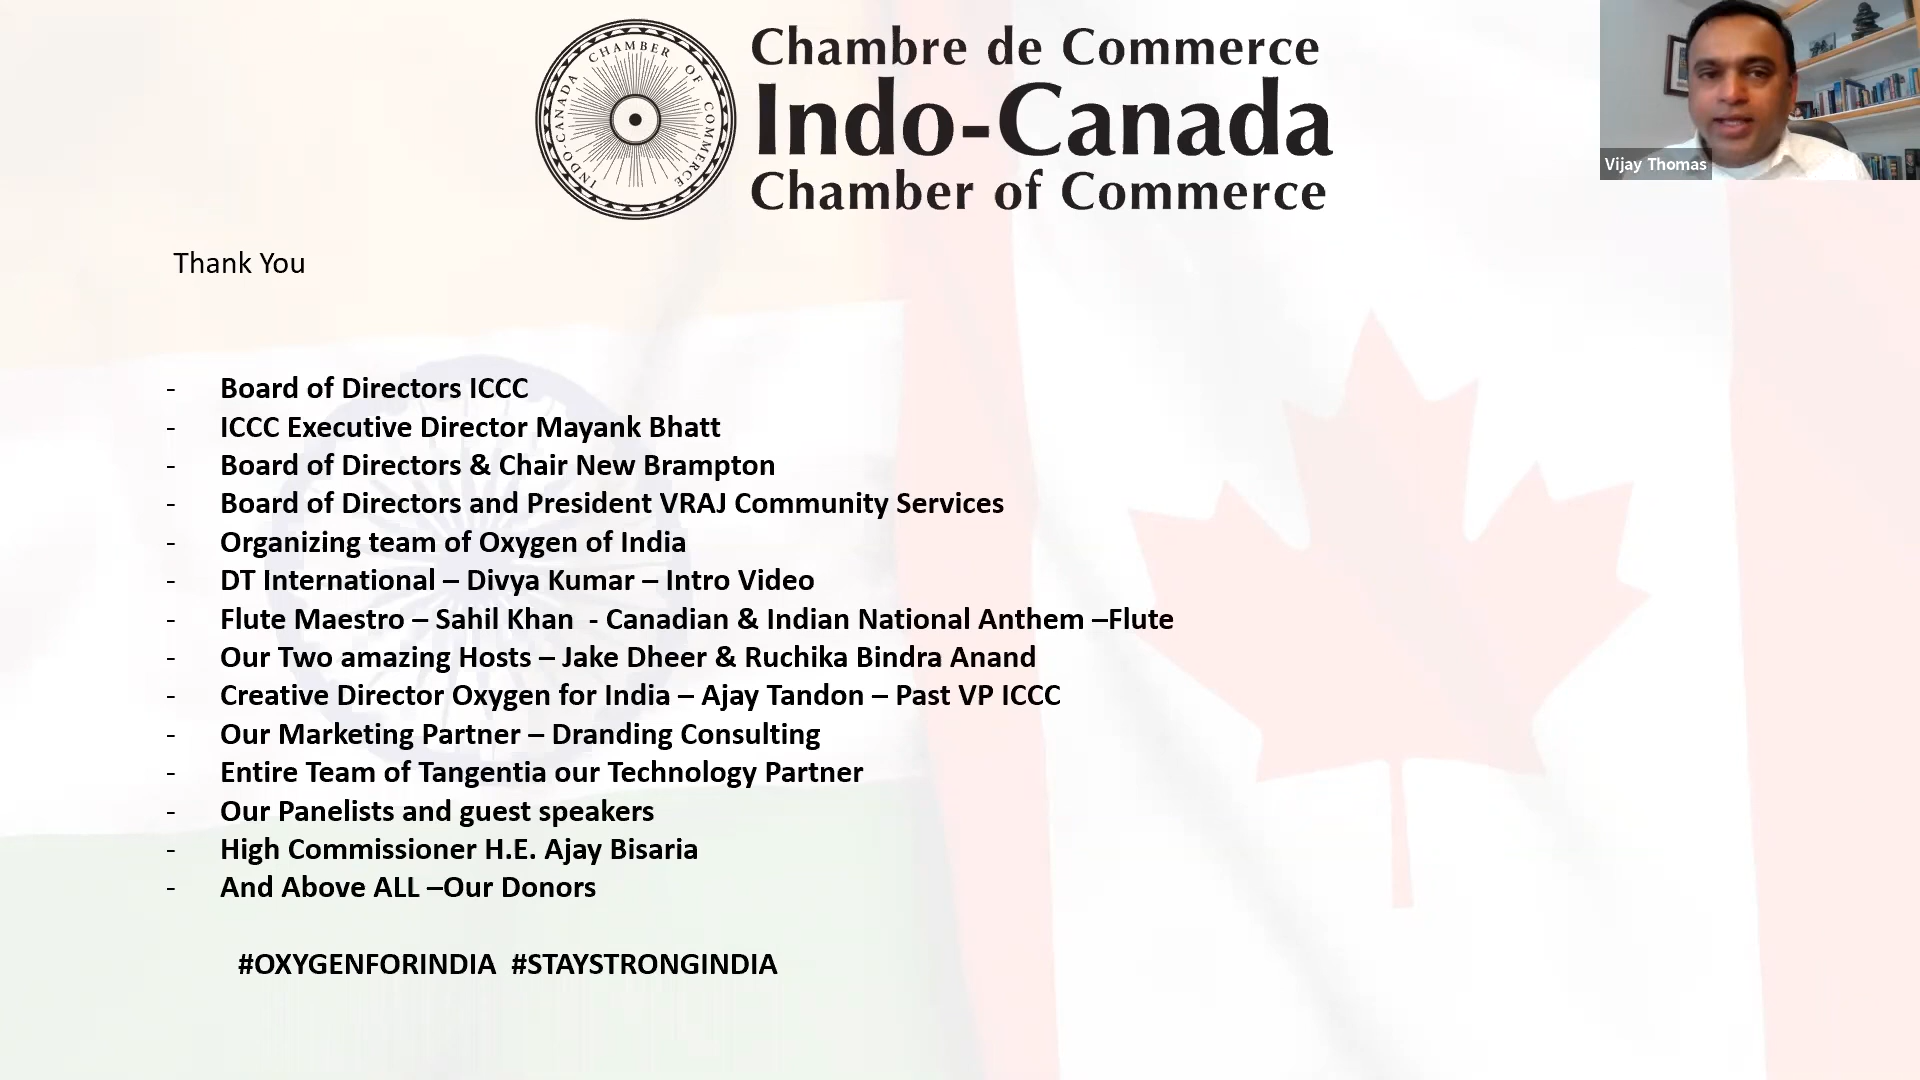 INDO-CANADA CHAMBER OF COMMERCE
Chambre de Commerce
Indo-Canada
Chamber of Commerce
Vijay Thomas
Thank You
- Board of Directors ICCC
- ICCC Executive Director Mayank Bhatt
- Board of Directors & Chair New Brampton
- Board of Directors and President VRAJ Community Services
- Organizing team of Oxygen of India
- DT International – Divya Kumar – Intro Video
- Flute Maestro – Sahil Khan - Canadian & Indian National Anthem –Flute
- Our Two amazing Hosts – Jake Dheer & Ruchika Bindra Anand
- Creative Director Oxygen for India – Ajay Tandon – Past VP ICCC
- Our Marketing Partner – Dranding Consulting
- Entire Team of Tangentia our Technology Partner
- Our Panelists and guest speakers
- High Commissioner H.E. Ajay Bisaria
- And Above ALL –Our Donors
#OXYGENFORINDIA #STAYSTRONGINDIA